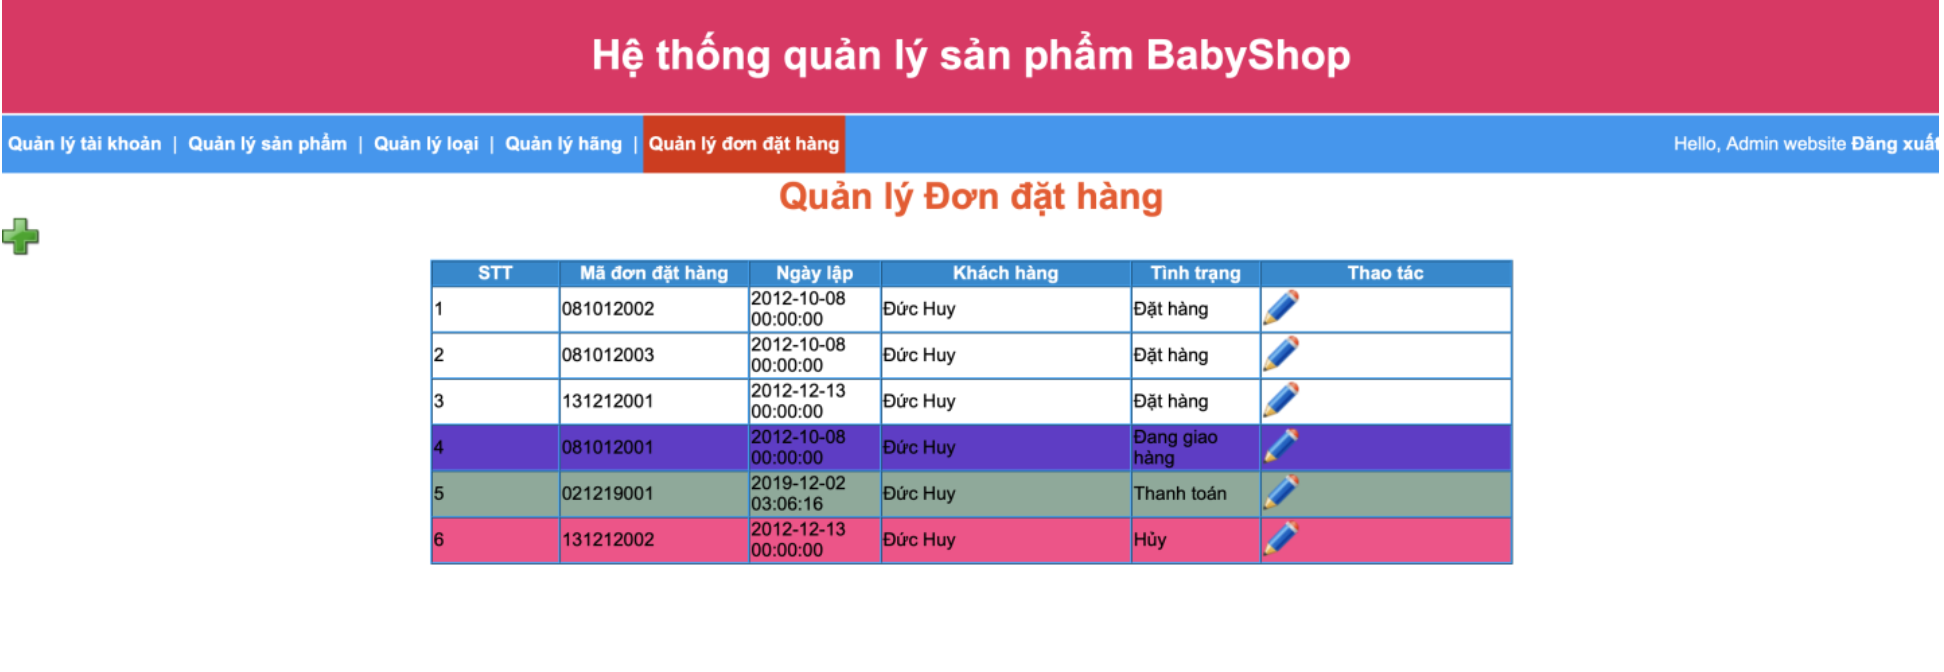 Hệ thống quản lý sản phẩm BabyShop
Quản lý tài khoản | Quản lý sản phẩm | Quản lý loại | Quản lý hãng | Quản lý đơn đặt hàng Hello, Admin website Đăng xuất
Quản lý Đơn đặt hàng
STT Mã đơn đặt hàng Ngày lập Khách hàng Tình trạng Thao tác
1 081012002 2012-10-08 00:00:00 Đức Huy Đặt hàng
2 081012003 2012-10-08 00:00:00 Đức Huy Đặt hàng
3 131212001 2012-12-13 00:00:00 Đức Huy Đặt hàng
4 081012001 2012-10-08 00:00:00 Đức Huy Đang giao hàng
5 021219001 2019-12-02 03:06:16 Đức Huy Thanh toán
6 131212002 2012-12-13 00:00:00 Đức Huy Hủy